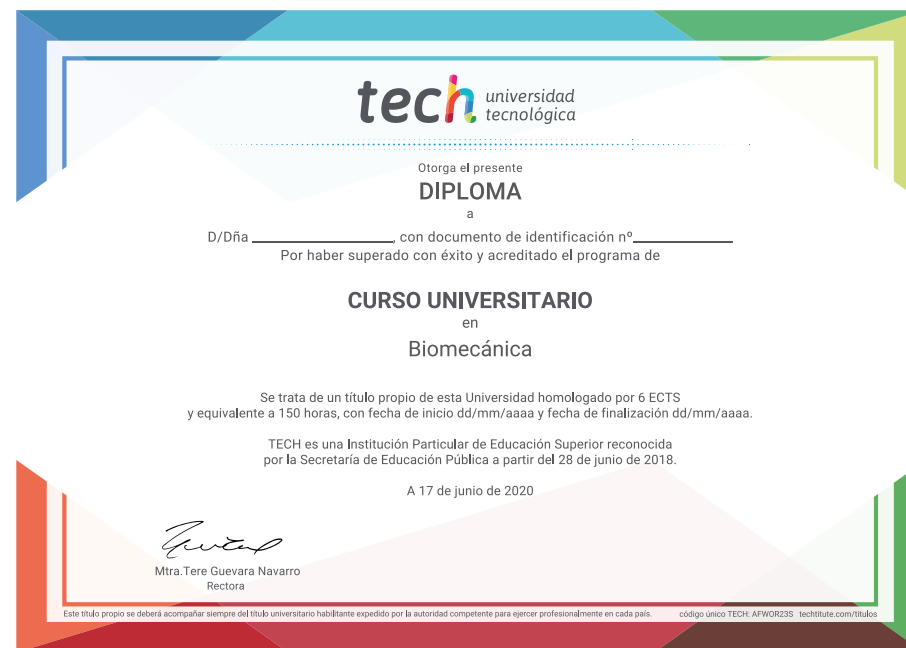 tech universidad
tecnológica
Otorga el presente
DIPLOMA
a
D/Dña ____________________, con documento de identificación nº______________
Por haber superado con éxito y acreditado el programa de
CURSO UNIVERSITARIO
en
Biomecánica
Se trata de un título propio de esta Universidad homologado por 6 ECTS
y equivalente a 150 horas, con fecha de inicio dd/mm/aaaa y fecha de finalización dd/mm/aaaa.
TECH es una Institución Particular de Educación Superior reconocida
por la Secretaría de Educación Pública a partir del 28 de junio de 2018.
A 17 de junio de 2020
Mtra.Tere Guevara Navarro
Rectora
Este título propio se deberá acompañar siempre del título universitario habilitante expedido por la autoridad competente para ejercer profesionalmente en cada país. código único TECH: AFWOR23S techtitute.com/titulos